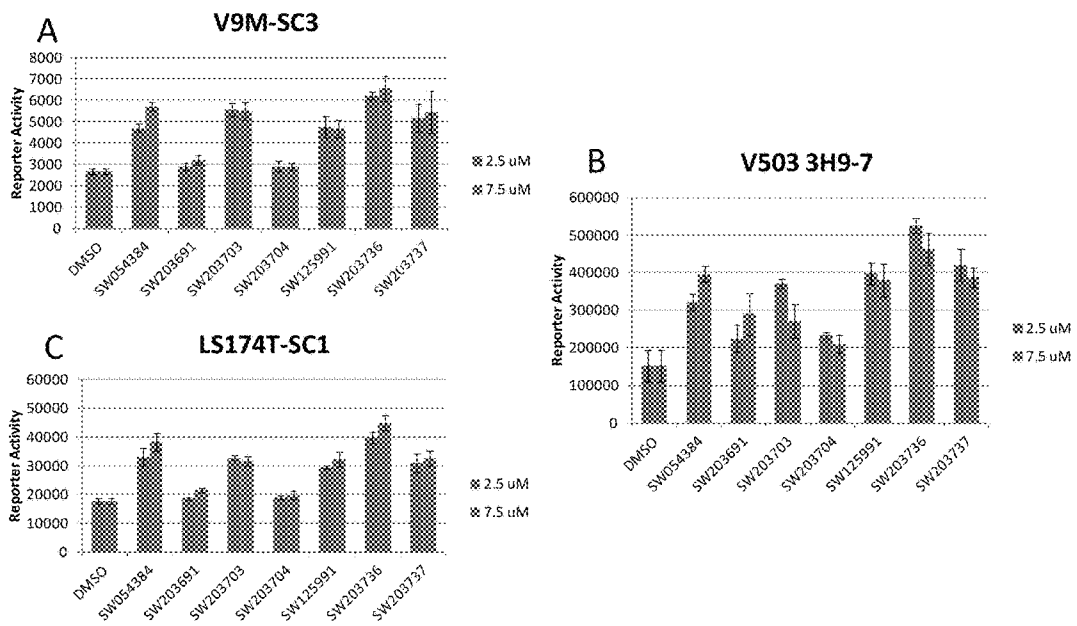 A
V9M-SC3
Reporter Activity
8000
7000
6000
5000
4000
3000
2000
1000
0
DMSO
SW054384
SW203691
SW203703
SW203704
SW125991
SW203736
SW203737
2.5 uM
7.5 uM
B
V503 3H9-7
Reporter Activity
600000
500000
400000
300000
200000
100000
0
DMSO
SW054384
SW203691
SW203703
SW203704
SW125991
SW203736
SW203737
2.5 uM
7.5 uM
C
LS174T-SC1
Reporter Activity
60000
50000
40000
30000
20000
10000
0
DMSO
SW054384
SW203691
SW203703
SW203704
SW125991
SW203736
SW203737
2.5 uM
7.5 uM